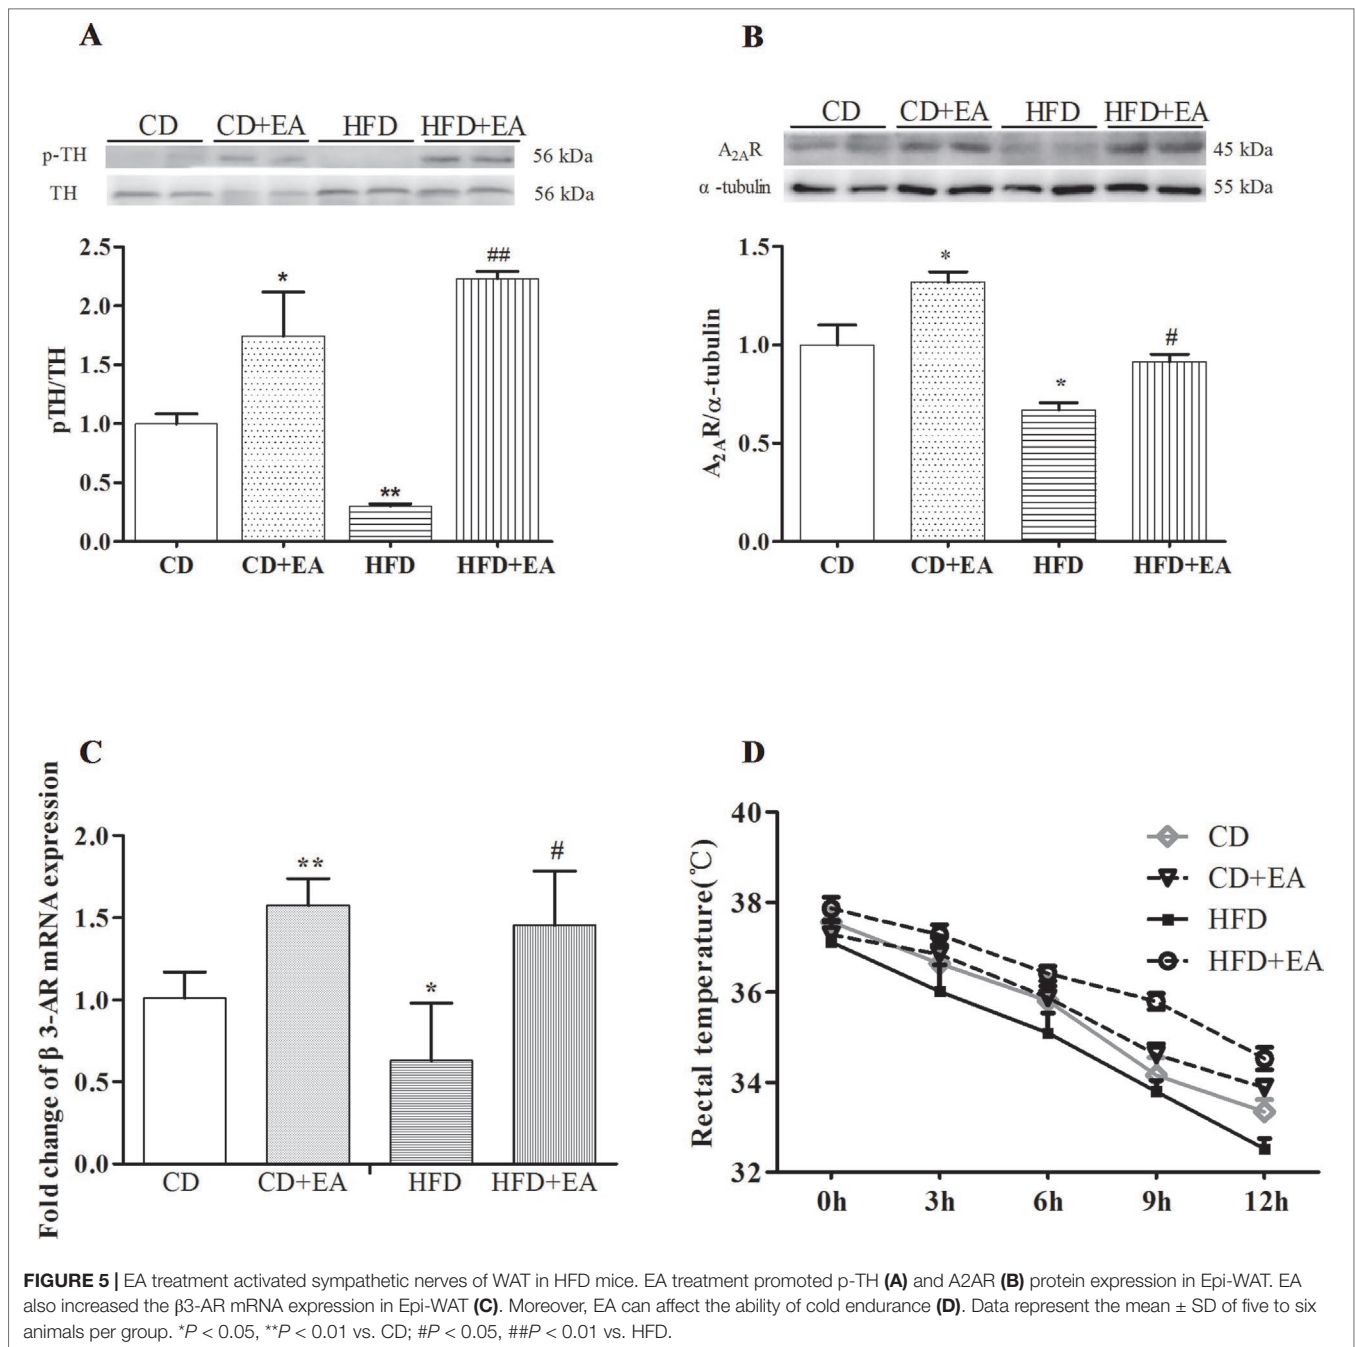 A
CD CD+EA HFD HFD+EA
p-TH 56 kDa
TH 56 kDa
2.5
2.0
1.5
1.0
0.5
0.0
pTH/TH
*
**
##
CD CD+EA HFD HFD+EA
B
CD CD+EA HFD HFD+EA
A2AR 45 kDa
α -tubulin 55 kDa
1.5
1.0
0.5
0.0
A2AR/α-tubulin
*
*
#
CD CD+EA HFD HFD+EA
C
Fold change of β 3-AR mRNA expression
2.0
1.5
1.0
0.5
0.0
**
*
#
CD CD+EA HFD HFD+EA
D
Rectal temperature(℃)
40
38
36
34
32
CD
CD+EA
HFD
HFD+EA
0h 3h 6h 9h 12h
FIGURE 5 | EA treatment activated sympathetic nerves of WAT in HFD mice. EA treatment promoted p-TH (A) and A2AR (B) protein expression in Epi-WAT. EA
also increased the β3-AR mRNA expression in Epi-WAT (C). Moreover, EA can affect the ability of cold endurance (D). Data represent the mean ± SD of five to six
animals per group. *P < 0.05, **P < 0.01 vs. CD; #P < 0.05, ##P < 0.01 vs. HFD.